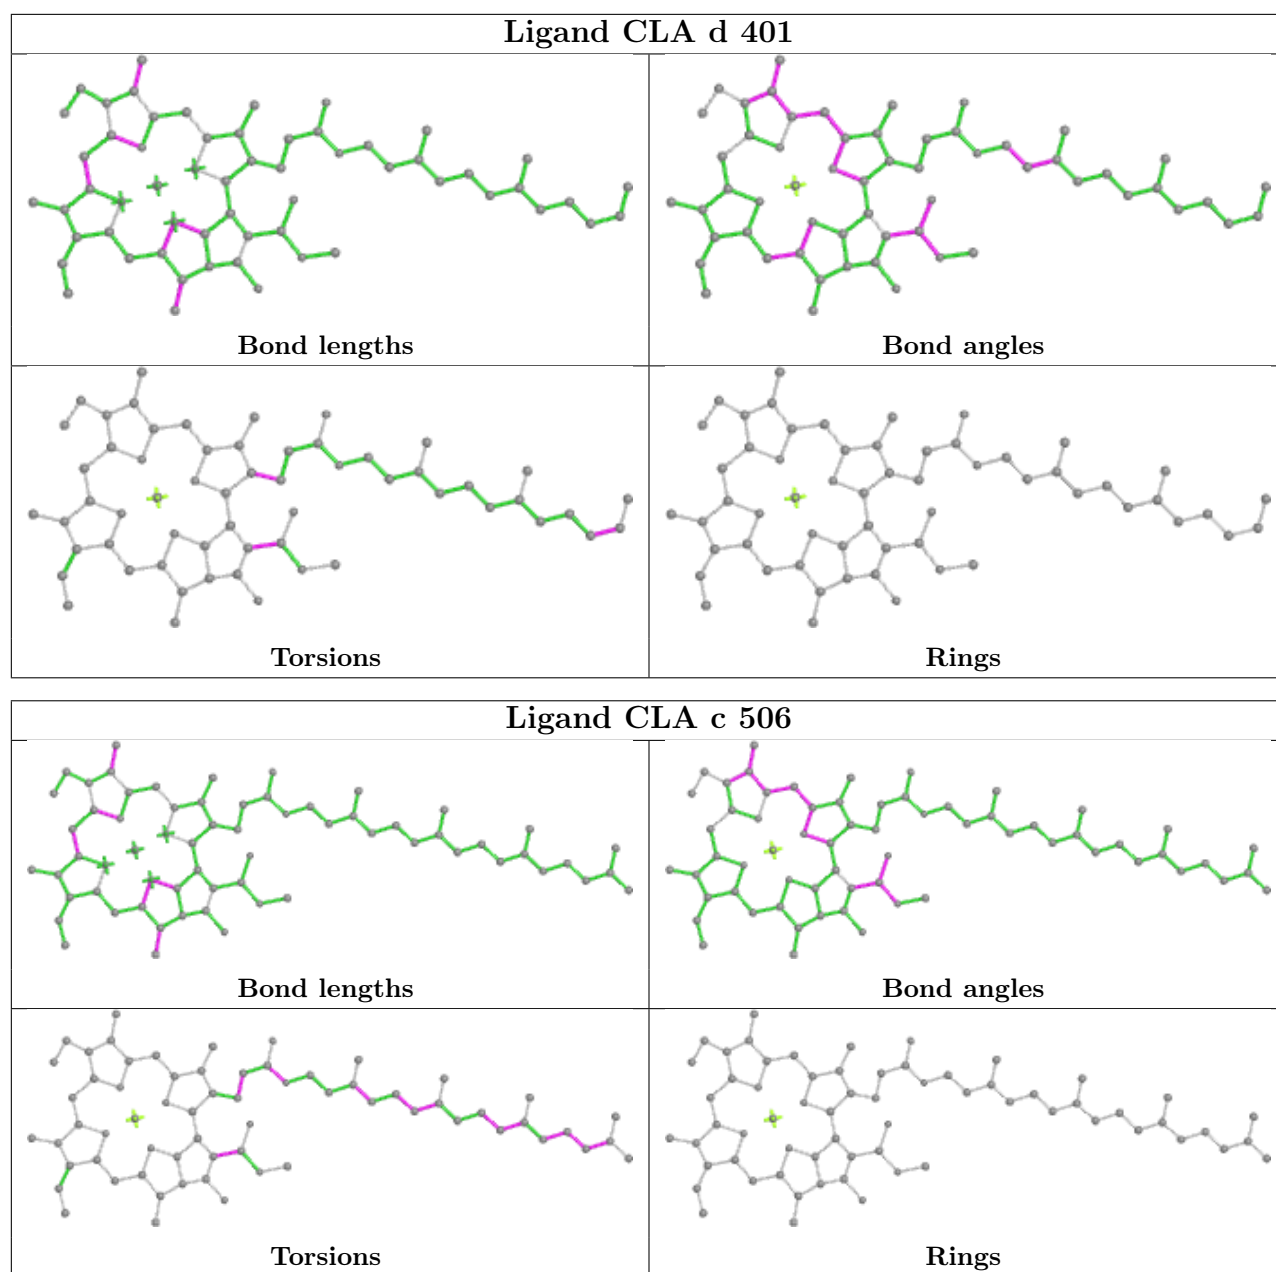 Ligand CLA d 401
Bond lengths
Bond angles
Torsions
Rings
Ligand CLA c 506
Bond lengths
Bond angles
Torsions
Rings